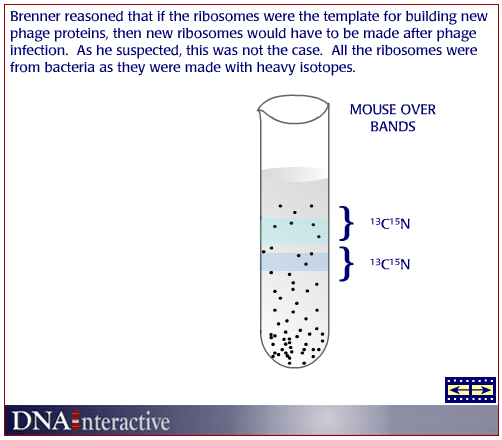 Brenner reasoned that if the ribosomes were the template for building new
phage proteins, then new ribosomes would have to be made after phage
infection.  As he suspected, this was not the case.  All the ribosomes were
from bacteria as they were made with heavy isotopes.
MOUSE OVER
BANDS
¹³C¹⁵N
¹³C¹⁵N
DNAinteractive